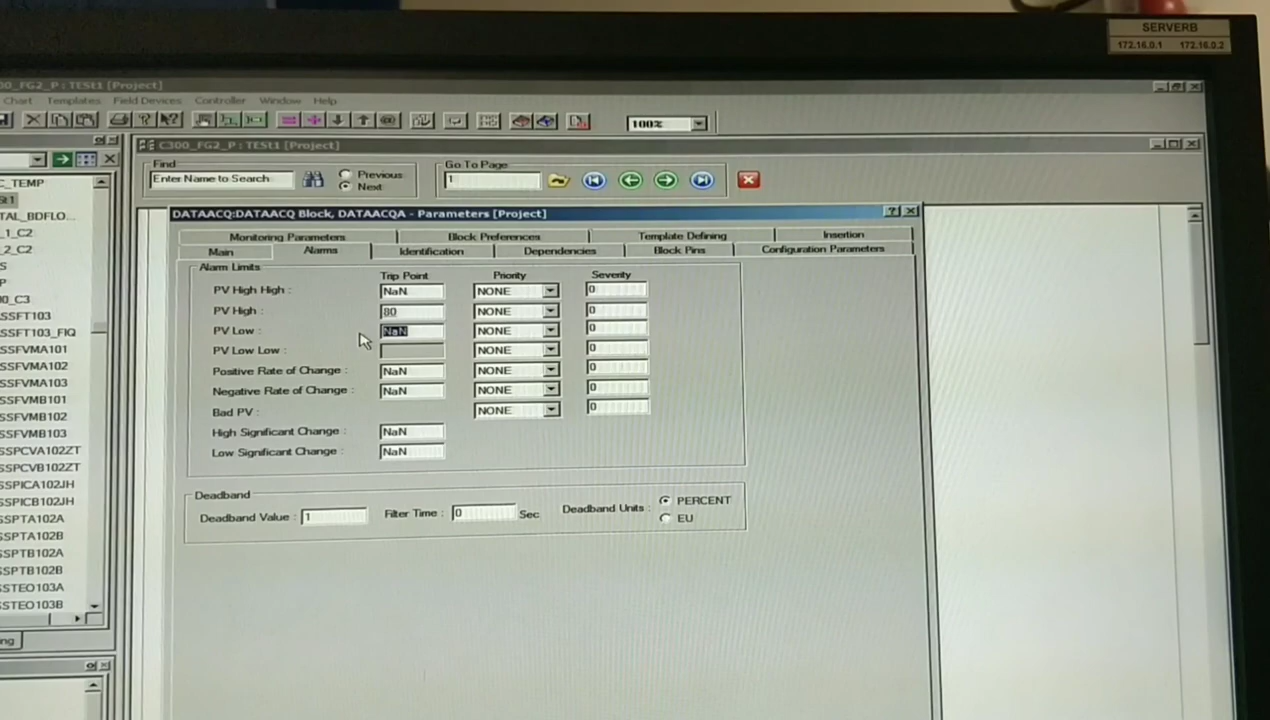 SERVERB
172.16.0.1 172.16.0.2
00_FG2_P : TESt1 [Project]
Chart Templates Field Devices Controller Window Help
100%
C300_FG2_P : TESt1 [Project]
Find
Enter Name to Search
Previous
Next
Go To Page
1
DATAACQ:DATAACQ Block, DATAACQA - Parameters [Project]
Monitoring Parameters Block Preferences Template Defining Insertion
Main Alarms Identification Dependencies Block Pins Configuration Parameters
Alarm Limits
Trip Point Priority Severity
PV High High : NaN NONE 0
PV High : 80 NONE 0
PV Low : NaN NONE 0
PV Low Low : NONE 0
Positive Rate of Change : NaN NONE 0
Negative Rate of Change : NaN NONE 0
Bad PV : NONE 0
High Significant Change : NaN
Low Significant Change : NaN
Deadband
Deadband Value : 1 Filter Time : 0 Sec Deadband Units : PERCENT
EU
C_TEMP
St1
TAL_BDFLO...
_1_C2
_2_C2
S
P
00_C3
SSFT103
SSFT103_FIQ
SSFVMA101
SSFVMA102
SSFVMA103
SSFVMB101
SSFVMB102
SSFVMB103
SSPCVA102ZT
SSPCVB102ZT
SSPICA102JH
SSPICB102JH
SSPTA102A
SSPTA102B
SSPTB102A
SSPTB102B
SSTEO103A
SSTEO103B
ng